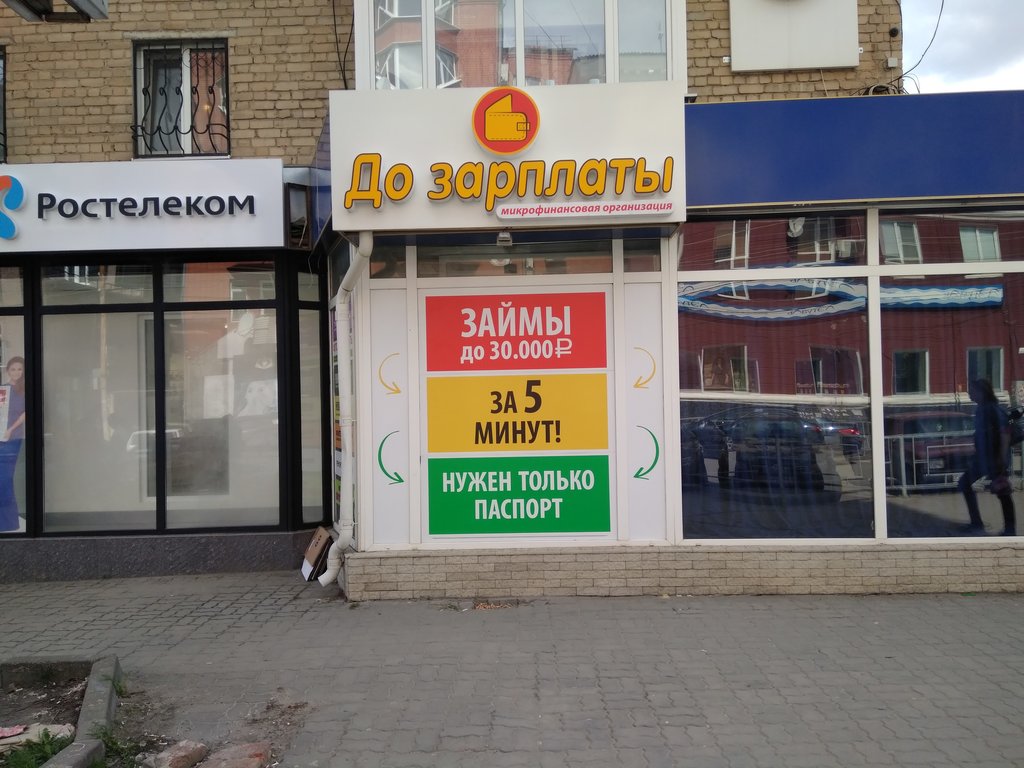 Ростелеком
До зарплаты
микрофинансовая организация
ЗАЙМЫ
до 30.000₽
ЗА 5
МИНУТ!
НУЖЕН ТОЛЬКО
ПАСПОРТ